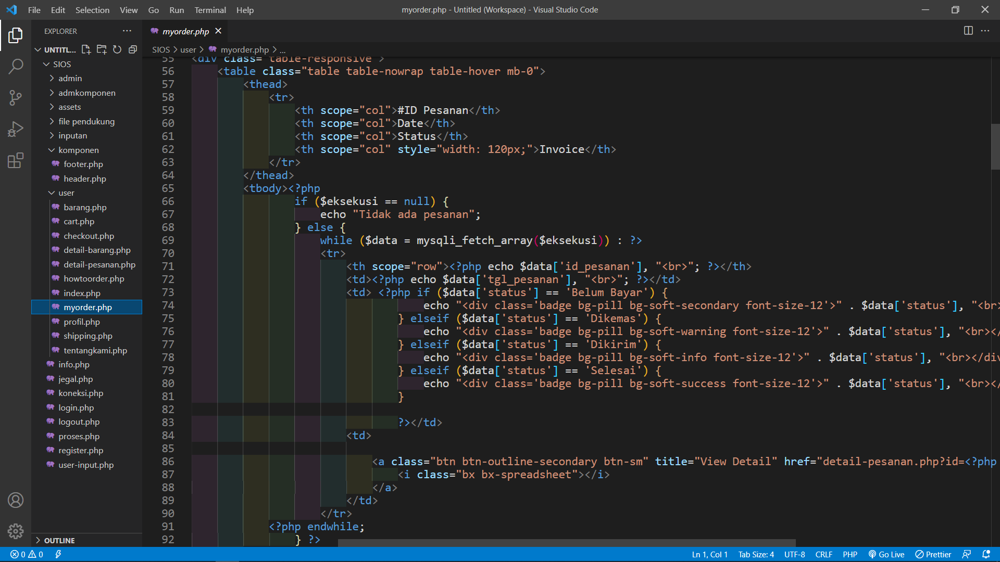 File Edit Selection View Go Run Terminal Help
myorder.php - Untitled (Workspace) - Visual Studio Code
EXPLORER
UNTITL...
SIOS
admin
admkomponen
assets
file pendukung
inputan
komponen
footer.php
header.php
user
barang.php
cart.php
checkout.php
detail-barang.php
detail-pesanan.php
howtoorder.php
index.php
myorder.php
profil.php
shipping.php
tentangkami.php
info.php
jegal.php
koneksi.php
login.php
logout.php
proses.php
register.php
user-input.php
OUTLINE
myorder.php
SIOS > user > myorder.php > ...
55 <div class="table-responsive">
56 <table class="table table-nowrap table-hover mb-0">
57 <thead>
58 <tr>
59 <th scope="col">#ID Pesanan</th>
60 <th scope="col">Date</th>
61 <th scope="col">Status</th>
62 <th scope="col" style="width: 120px;">Invoice</th>
63 </tr>
64 </thead>
65 <tbody><?php
66 if ($eksekusi == null) {
67 echo "Tidak ada pesanan";
68 } else {
69 while ($data = mysqli_fetch_array($eksekusi)) : ?>
70 <tr>
71 <th scope="row"><?php echo $data['id_pesanan'], "<br>"; ?></th>
72 <td><?php echo $data['tgl_pesanan'], "<br>"; ?></td>
73 <td> <?php if ($data['status'] == 'Belum Bayar') {
74 echo "<div class='badge bg-pill bg-soft-secondary font-size-12'>" . $data['status'], "<br>
75 } elseif ($data['status'] == 'Dikemas') {
76 echo "<div class='badge bg-pill bg-soft-warning font-size-12'>" . $data['status'], "<br></
77 } elseif ($data['status'] == 'Dikirim') {
78 echo "<div class='badge bg-pill bg-soft-info font-size-12'>" . $data['status'], "<br></div
79 } elseif ($data['status'] == 'Selesai') {
80 echo "<div class='badge bg-pill bg-soft-success font-size-12'>" . $data['status'], "<br></
81 }
82
83 ?></td>
84 <td>
85
86 <a class="btn btn-outline-secondary btn-sm" title="View Detail" href="detail-pesanan.php?id=<?php
87 <i class="bx bx-spreadsheet"></i>
88 </a>
89 </td>
90 </tr>
91 <?php endwhile;
92 } ?>
0 0 Ln 1, Col 1 Tab Size: 4 UTF-8 CRLF PHP Go Live Prettier